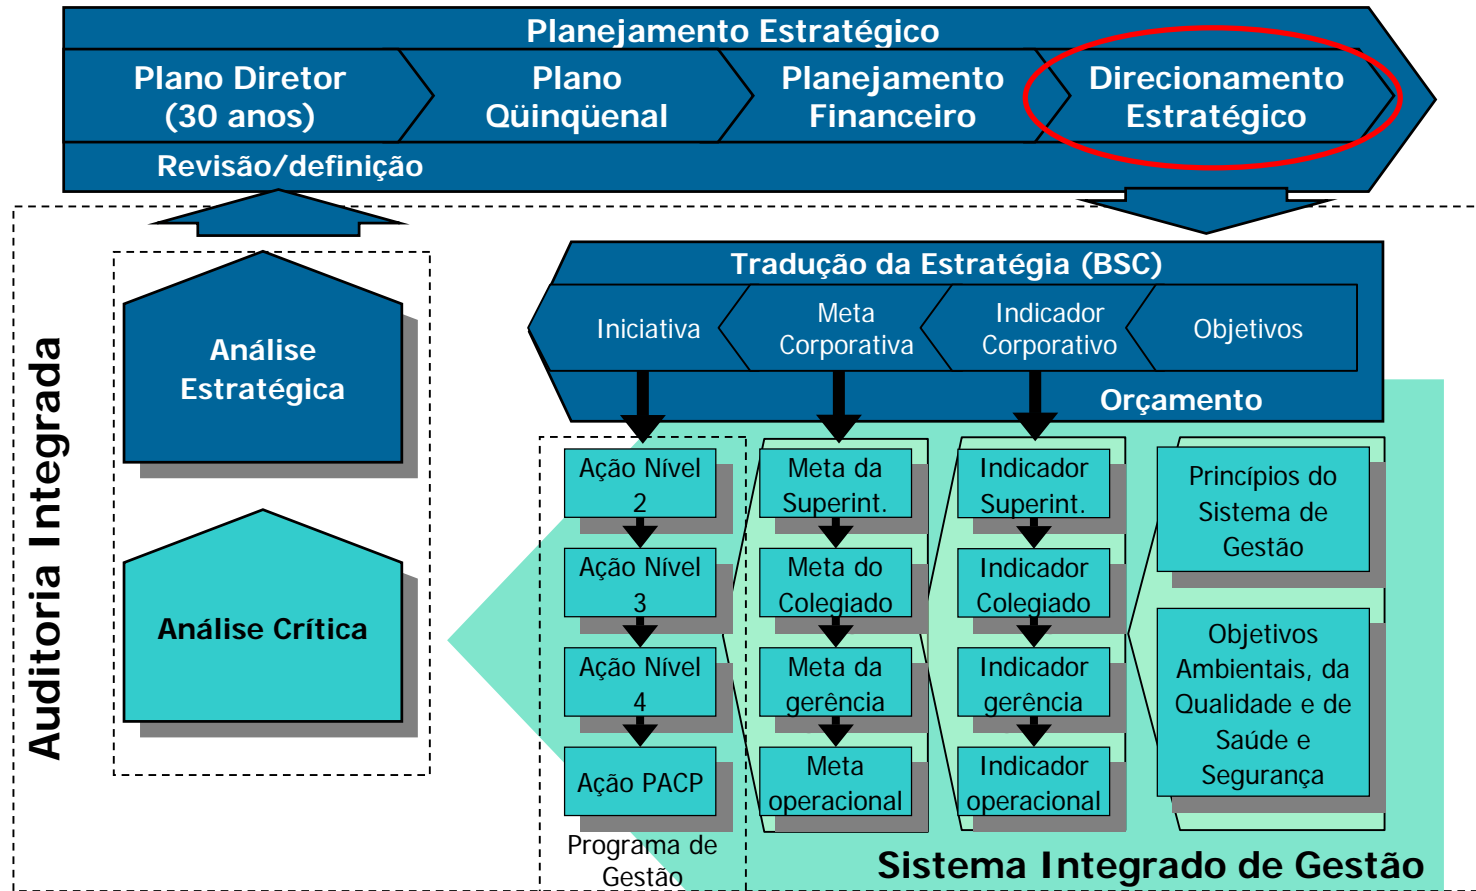 Planejamento Estratégico
Plano Diretor
(30 anos)
Plano
Qüinqüenal
Planejamento
Financeiro
Direcionamento
Estratégico
Revisão/definição
Auditoria Integrada
Análise
Estratégica
Análise Crítica
Tradução da Estratégia (BSC)
Iniciativa
Meta
Corporativa
Indicador
Corporativo
Objetivos
Orçamento
Ação Nível
2
Ação Nível
3
Ação Nível
4
Ação PACP
Programa de
Gestão
Meta da
Superint.
Meta do
Colegiado
Meta da
gerência
Meta
operacional
Indicador
Superint.
Indicador
Colegiado
Indicador
gerência
Indicador
operacional
Princípios do
Sistema de
Gestão
Objetivos
Ambientais, da
Qualidade e de
Saúde e
Segurança
Sistema Integrado de Gestão